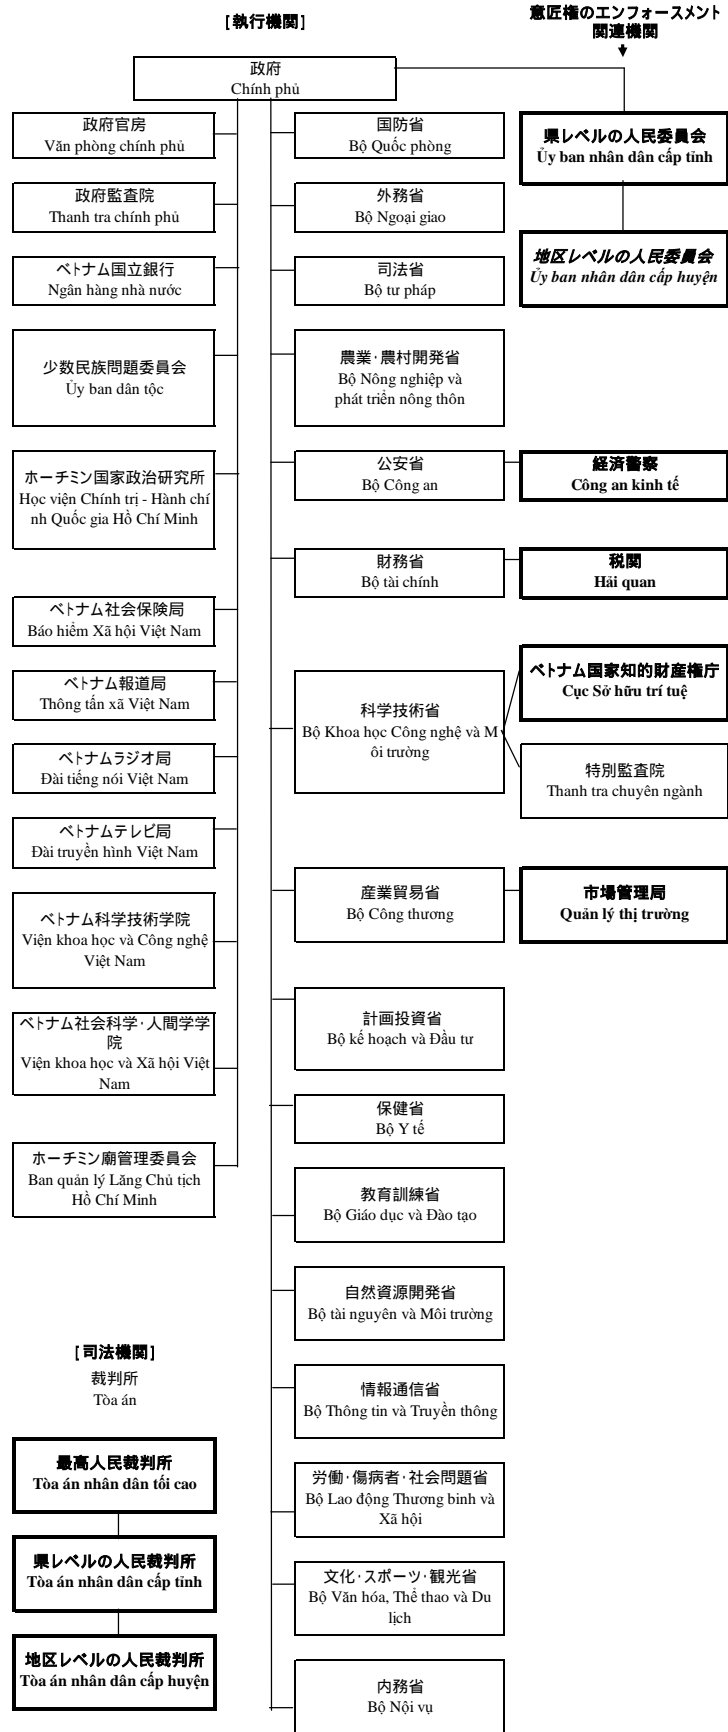 [執行機関]
意匠権のエンフォースメント
関連機関
政府
Chính phủ
政府官房
Văn phòng chính phủ
政府監査院
Thanh tra chính phủ
ベトナム国立銀行
Ngân hàng nhà nước
少数民族問題委員会
Ủy ban dân tộc
ホーチミン国家政治研究所
Học viện Chính trị - Hành chí
nh Quốc gia Hồ Chí Minh
ベトナム社会保険局
Báo hiểm Xã hội Việt Nam
ベトナム報道局
Thông tấn xã Việt Nam
ベトナムラジオ局
Đài tiếng nói Việt Nam
ベトナムテレビ局
Đài truyền hình Việt Nam
ベトナム科学技術学院
Viện khoa học và Công nghệ
Việt Nam
ベトナム社会科学・人間学学
院
Viện khoa học và Xã hội Việt
Nam
ホーチミン廟管理委員会
Ban quản lý Lăng Chủ tịch
Hồ Chí Minh
国防省
Bộ Quốc phòng
外務省
Bộ Ngoại giao
司法省
Bộ tư pháp
農業・農村開発省
Bộ Nông nghiệp và
phát triển nông thôn
公安省
Bộ Công an
財務省
Bộ tài chính
科学技術省
Bộ Khoa học Công nghệ và M
ôi trường
産業貿易省
Bộ Công thương
計画投資省
Bộ kế hoạch và Đầu tư
保健省
Bộ Y tế
教育訓練省
Bộ Giáo dục và Đào tạo
自然資源開発省
Bộ tài nguyên và Môi trường
情報通信省
Bộ Thông tin và Truyền thông
労働・傷病者・社会問題省
Bộ Lao động Thương binh và
Xã hội
文化・スポーツ・観光省
Bộ Văn hóa, Thể thao và Du
lịch
内務省
Bộ Nội vụ
県レベルの人民委員会
Ủy ban nhân dân cấp tỉnh
地区レベルの人民委員会
Ủy ban nhân dân cấp huyện
経済警察
Công an kinh tế
税関
Hải quan
ベトナム国家知的財産権庁
Cục Sở hữu trí tuệ
特別監査院
Thanh tra chuyên ngành
市場管理局
Quản lý thị trường
[司法機関]
裁判所
Tòa án
最高人民裁判所
Tòa án nhân dân tối cao
県レベルの人民裁判所
Tòa án nhân dân cấp tỉnh
地区レベルの人民裁判所
Tòa án nhân dân cấp huyện